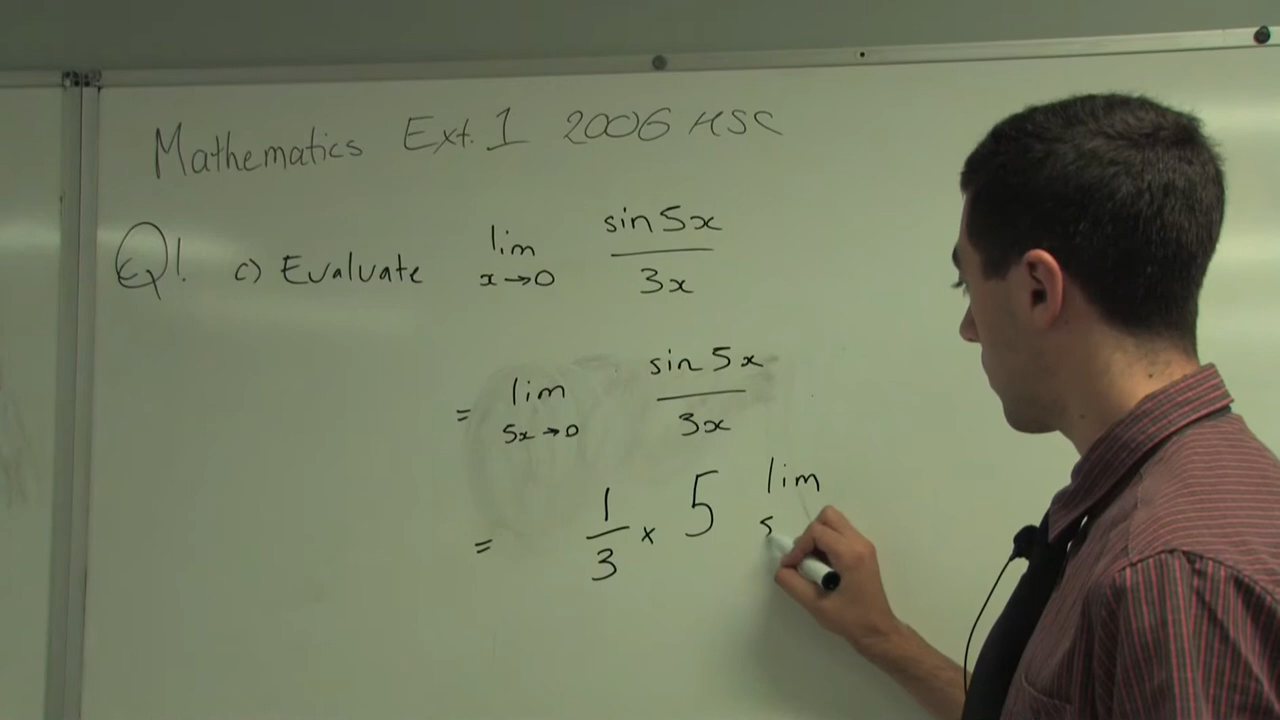 Mathematics Ext. 1 2006 HSC
Q1. c) Evaluate lim x→0 sin 5x / 3x
= lim 5x→0 sin 5x / 3x
= 1/3 × 5 lim 5